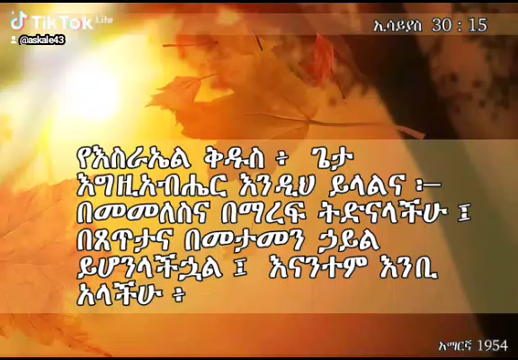 TikTok Lite
@askale43
ኢሳይያስ 30 : 15
የእስራኤል ቅዱስ ፥ ጌታ
እግዚአብሔር እንዲህ ይላልና ፡—
በመመለስና በማረፍ ትድናላችሁ ፤
በጸጥታና በመታመን ኃይል
ይሆንላችኋል ፤ እናንተም እንቢ
አላችሁ ፥
አማርኛ 1954